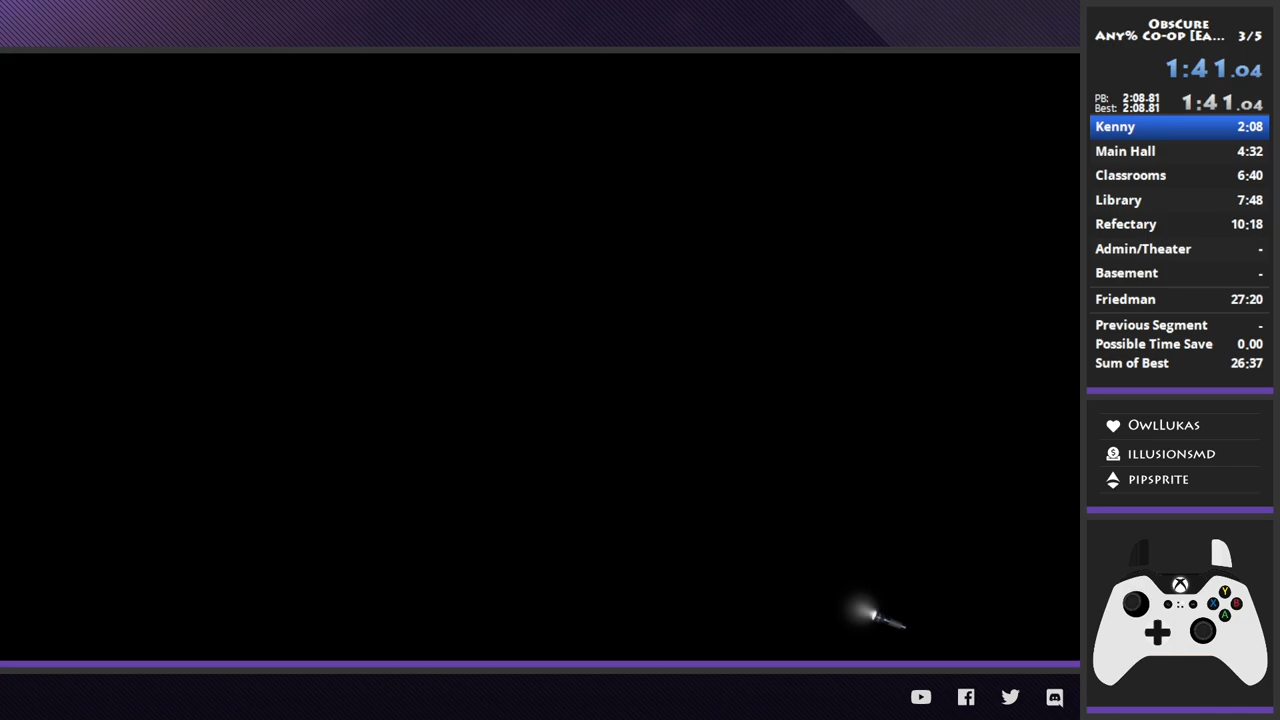 ObsCure
Any% Co-op [Ea... 3/5
1:41.04
PB: 2:08.81
Best: 2:08.81
1:41.04
Kenny 2:08
Main Hall 4:32
Classrooms 6:40
Library 7:48
Refectary 10:18
Admin/Theater -
Basement -
Friedman 27:20
Previous Segment -
Possible Time Save 0.00
Sum of Best 26:37
OwlLukas
illusionsmd
pipsprite
Y
X B
A